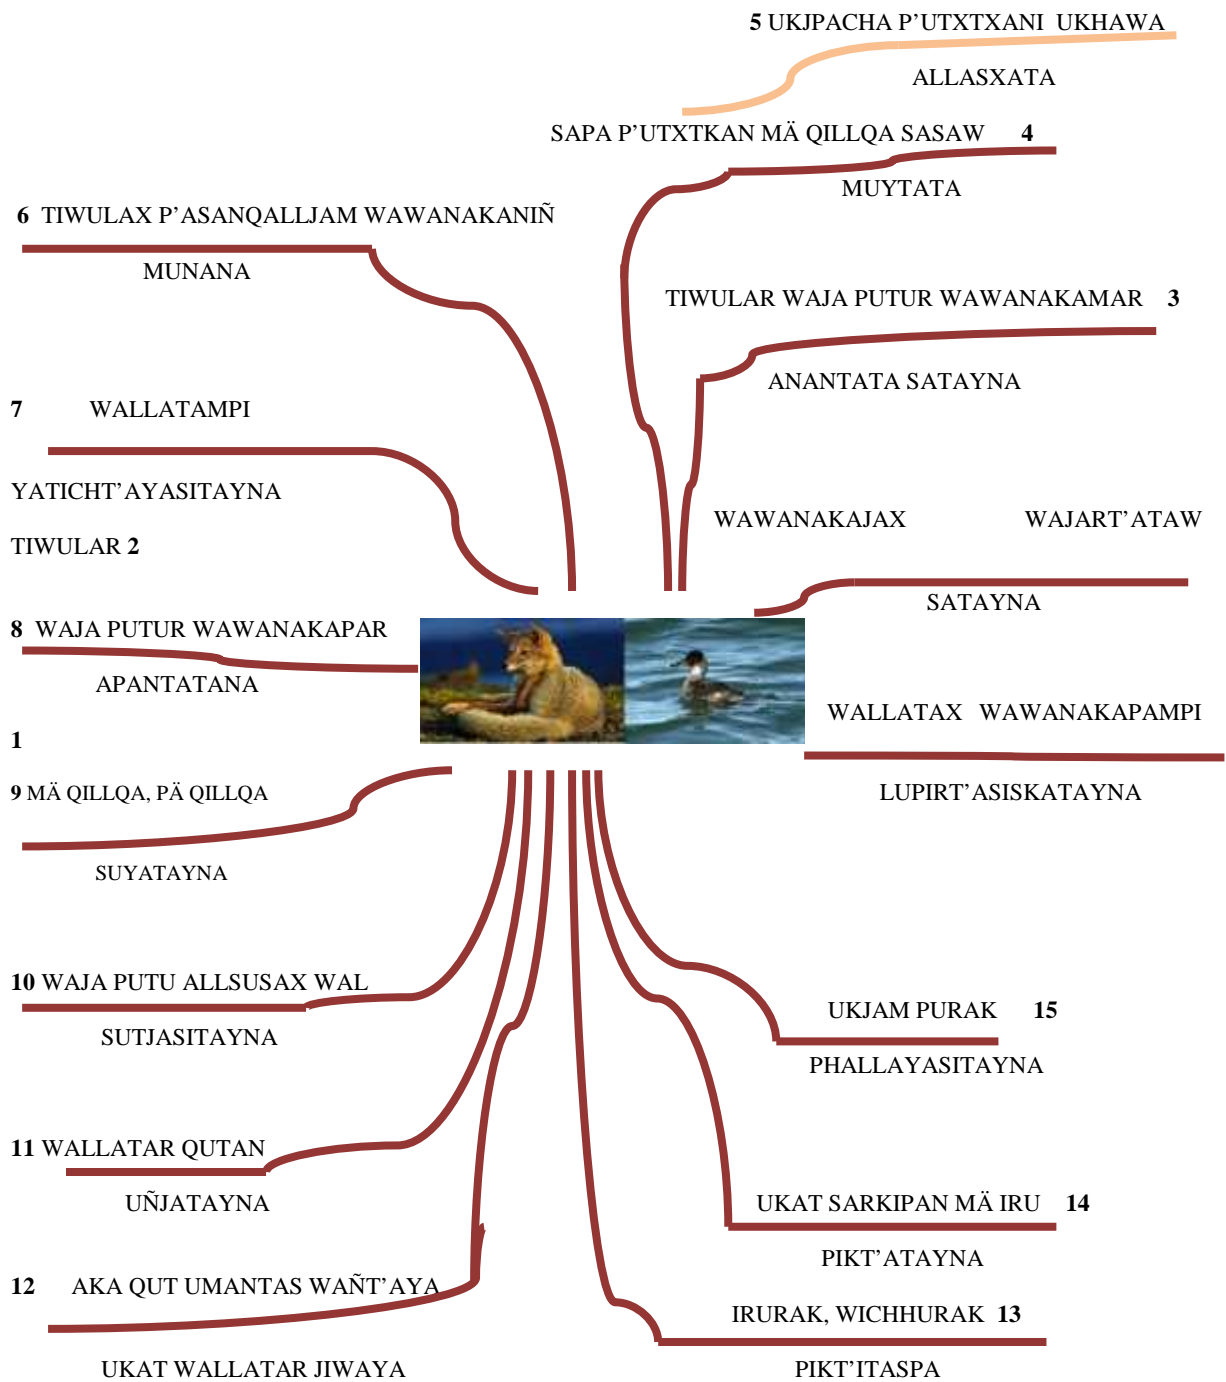 5 UKJPACHA P’UTXTXANI UKHAWA
ALLASXATA
SAPA P’UTXTKAN MÄ QILLQA SASAW 4
MUYTATA
6 TIWULAX P’ASANQALLJAM WAWANAKANIÑ
MUNANA
TIWULAR WAJA PUTUR WAWANAKAMAR 3
ANANTATA SATAYNA
7 WALLATAMPI
YATICHT’AYASITAYNA
TIWULAR 2
WAWANAKAJAX WAJART’ATAW
SATAYNA
8 WAJA PUTUR WAWANAKAPAR
APANTATANA
WALLATAX WAWANAKAPAMPI
LUPIRT’ASISKATAYNA
1
9 MÄ QILLQA, PÄ QILLQA
SUYATAYNA
10 WAJA PUTU ALLSUSAX WAL
SUTJASITAYNA
UKJAM PURAK 15
PHALLAYASITAYNA
11 WALLATAR QUTAN
UÑJATAYNA
UKAT SARKIPAN MÄ IRU 14
PIKT’ATAYNA
12 AKA QUT UMANTAS WAÑT’AYA
UKAT WALLATAR JIWAYA
IRURAK, WICHHURAK 13
PIKT’ITASPA